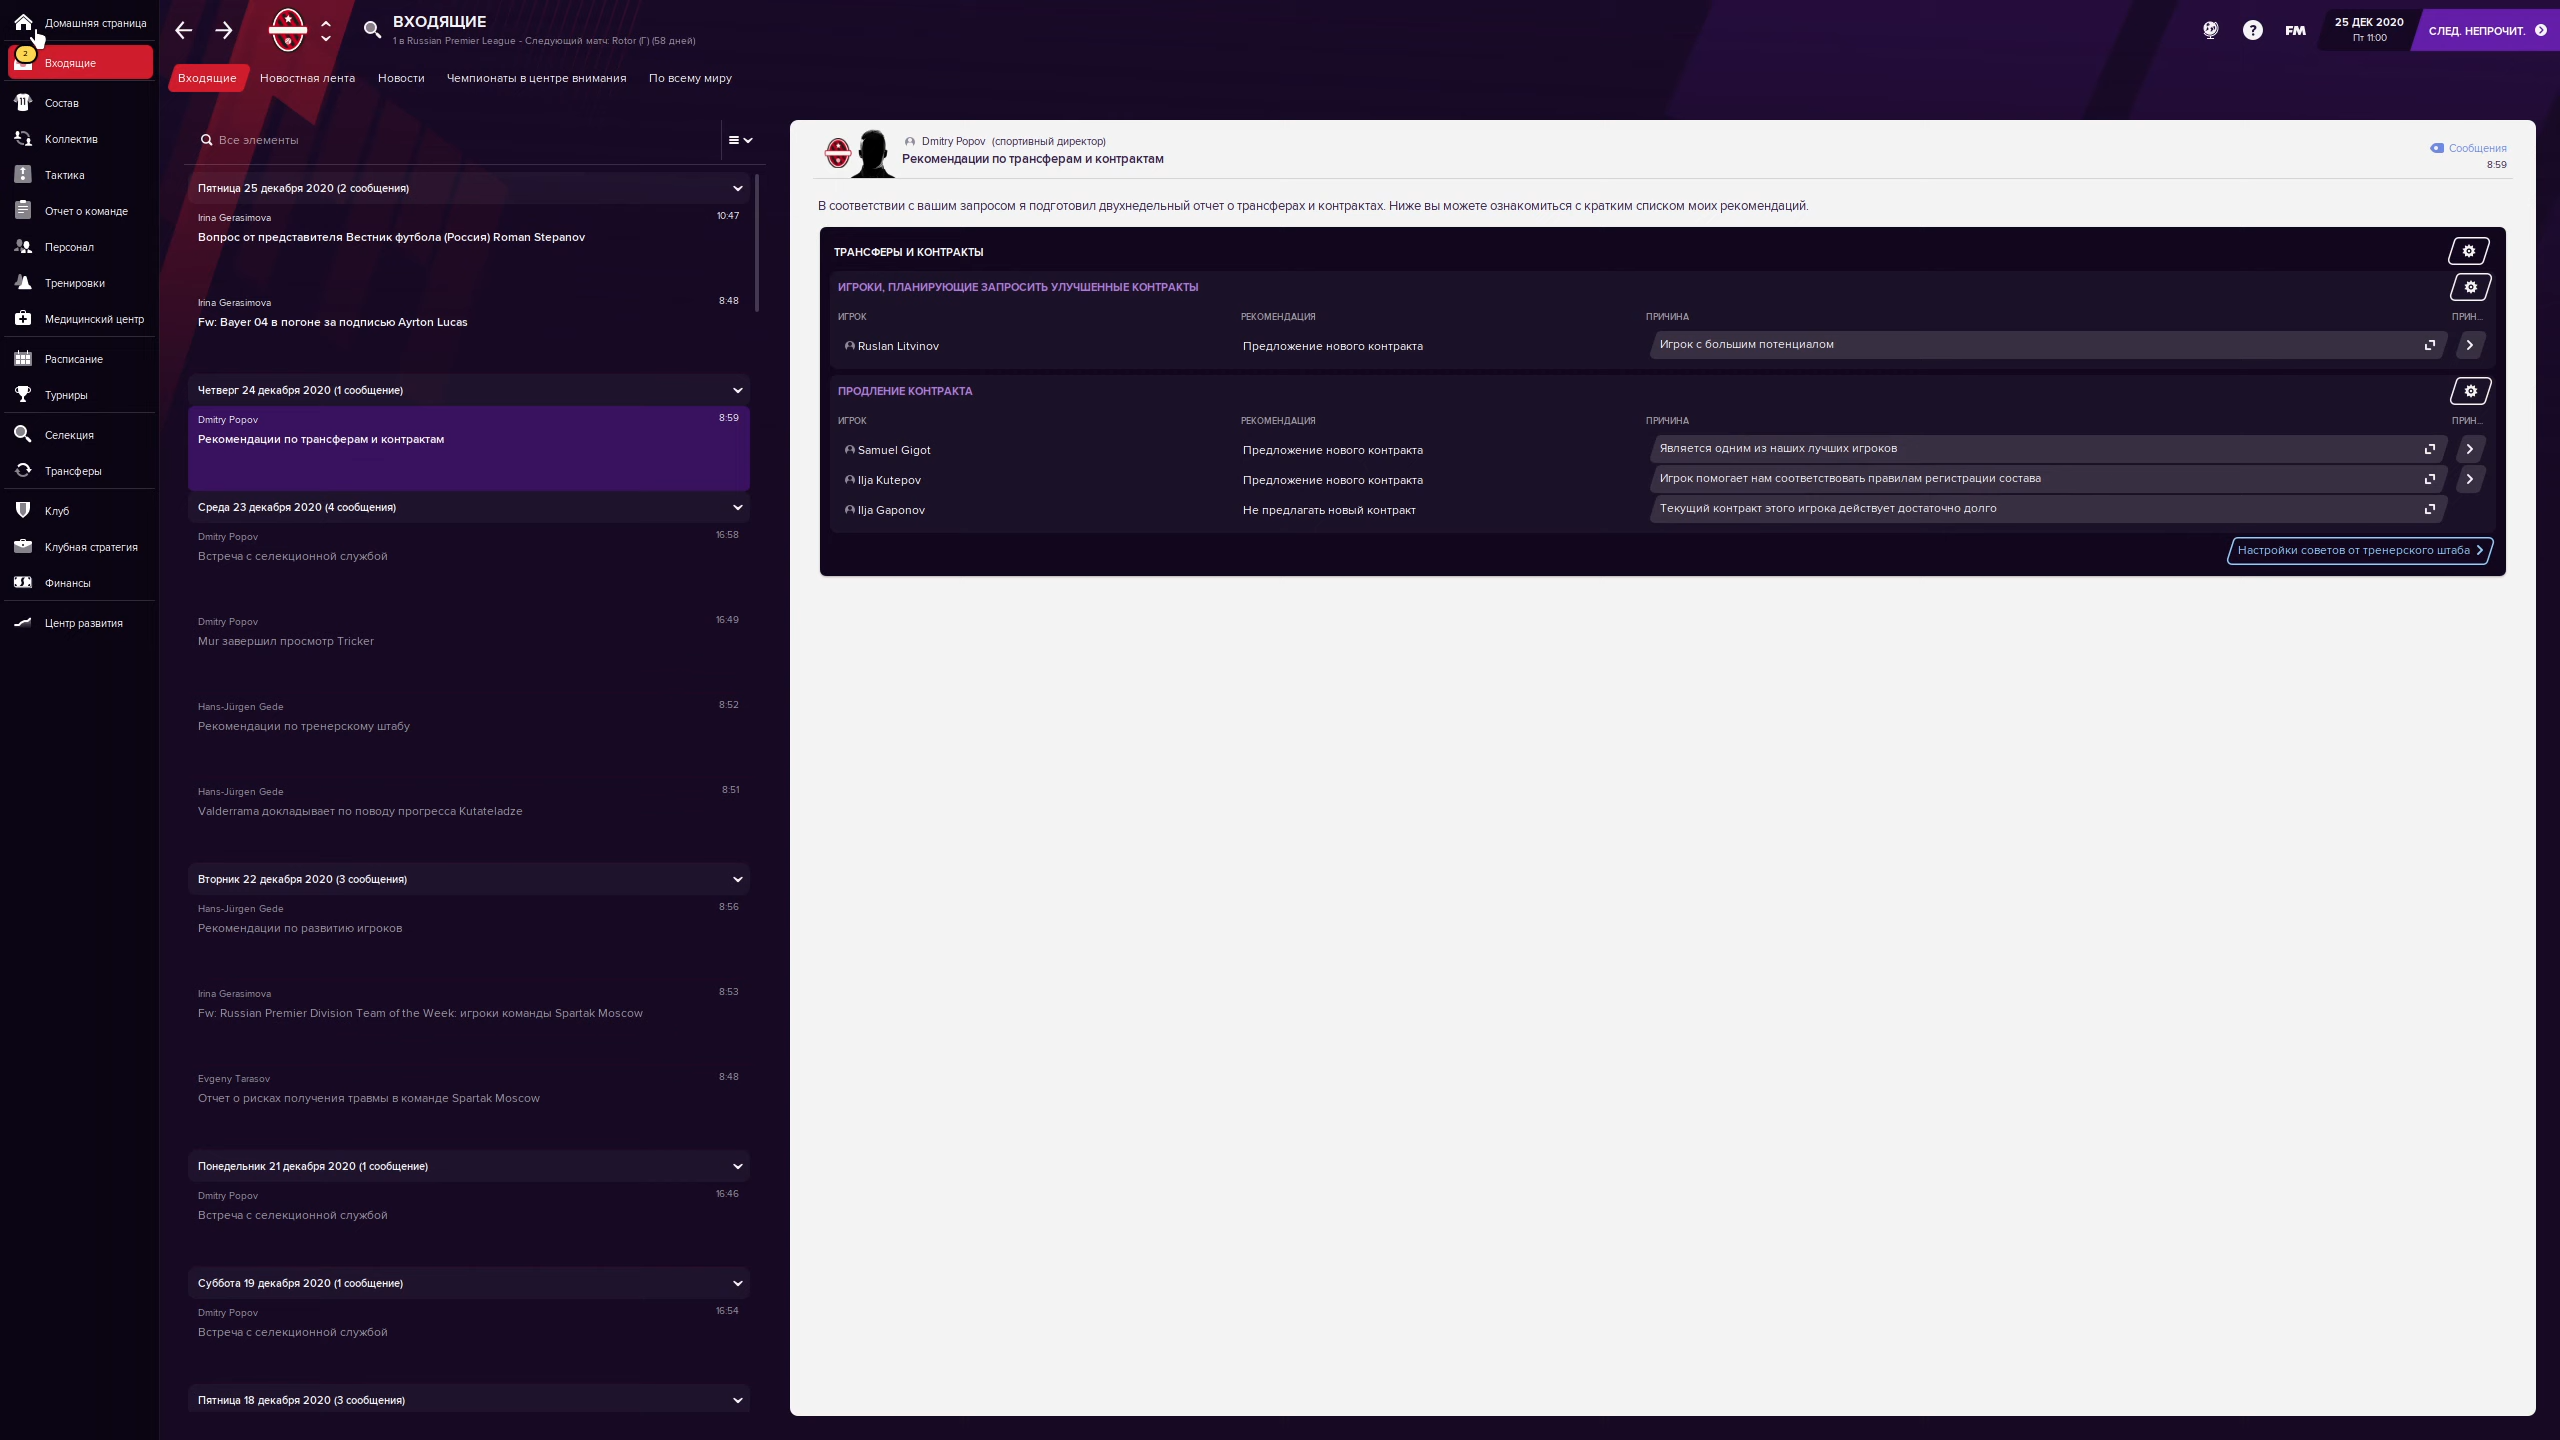 Домашняя страница
2
Входящие
Состав
Коллектив
Тактика
Отчет о команде
Персонал
Тренировки
Медицинский центр
Расписание
Турниры
Селекция
Трансферы
Клуб
Клубная стратегия
Финансы
Центр развития
ВХОДЯЩИЕ
1 в Russian Premier League - Следующий матч: Rotor (Г) (58 дней)
25 ДЕК 2020
Пт 11:00
FM
СЛЕД. НЕПРОЧИТ.
Входящие Новостная лента Новости Чемпионаты в центре внимания По всему миру
Все элементы
Пятница 25 декабря 2020 (2 сообщения)
Irina Gerasimova 10:47
Вопрос от представителя Вестник футбола (Россия) Roman Stepanov
Irina Gerasimova 8:48
Fw: Bayer 04 в погоне за подписью Ayrton Lucas
Четверг 24 декабря 2020 (1 сообщение)
Dmitry Popov 8:59
Рекомендации по трансферам и контрактам
Среда 23 декабря 2020 (4 сообщения)
Dmitry Popov 16:58
Встреча с селекционной службой
Dmitry Popov 16:49
Mur завершил просмотр Tricker
Hans-Jürgen Gede 8:52
Рекомендации по тренерскому штабу
Hans-Jürgen Gede 8:51
Valderrama докладывает по поводу прогресса Kutateladze
Вторник 22 декабря 2020 (3 сообщения)
Hans-Jürgen Gede 8:56
Рекомендации по развитию игроков
Irina Gerasimova 8:53
Fw: Russian Premier Division Team of the Week: игроки команды Spartak Moscow
Evgeny Tarasov 8:48
Отчет о рисках получения травмы в команде Spartak Moscow
Понедельник 21 декабря 2020 (1 сообщение)
Dmitry Popov 16:46
Встреча с селекционной службой
Суббота 19 декабря 2020 (1 сообщение)
Dmitry Popov 16:54
Встреча с селекционной службой
Пятница 18 декабря 2020 (3 сообщения)
Dmitry Popov (спортивный директор)
Рекомендации по трансферам и контрактам
Сообщения
8:59
В соответствии с вашим запросом я подготовил двухнедельный отчет о трансферах и контрактах. Ниже вы можете ознакомиться с кратким списком моих рекомендаций.
ТРАНСФЕРЫ И КОНТРАКТЫ
ИГРОКИ, ПЛАНИРУЮЩИЕ ЗАПРОСИТЬ УЛУЧШЕННЫЕ КОНТРАКТЫ
ИГРОК РЕКОМЕНДАЦИЯ ПРИЧИНА ПРИН...
Ruslan Litvinov Предложение нового контракта Игрок с большим потенциалом
ПРОДЛЕНИЕ КОНТРАКТА
ИГРОК РЕКОМЕНДАЦИЯ ПРИЧИНА ПРИН...
Samuel Gigot Предложение нового контракта Является одним из наших лучших игроков
Ilja Kutepov Предложение нового контракта Игрок помогает нам соответствовать правилам регистрации состава
Ilja Gaponov Не предлагать новый контракт Текущий контракт этого игрока действует достаточно долго
Настройки советов от тренерского штаба